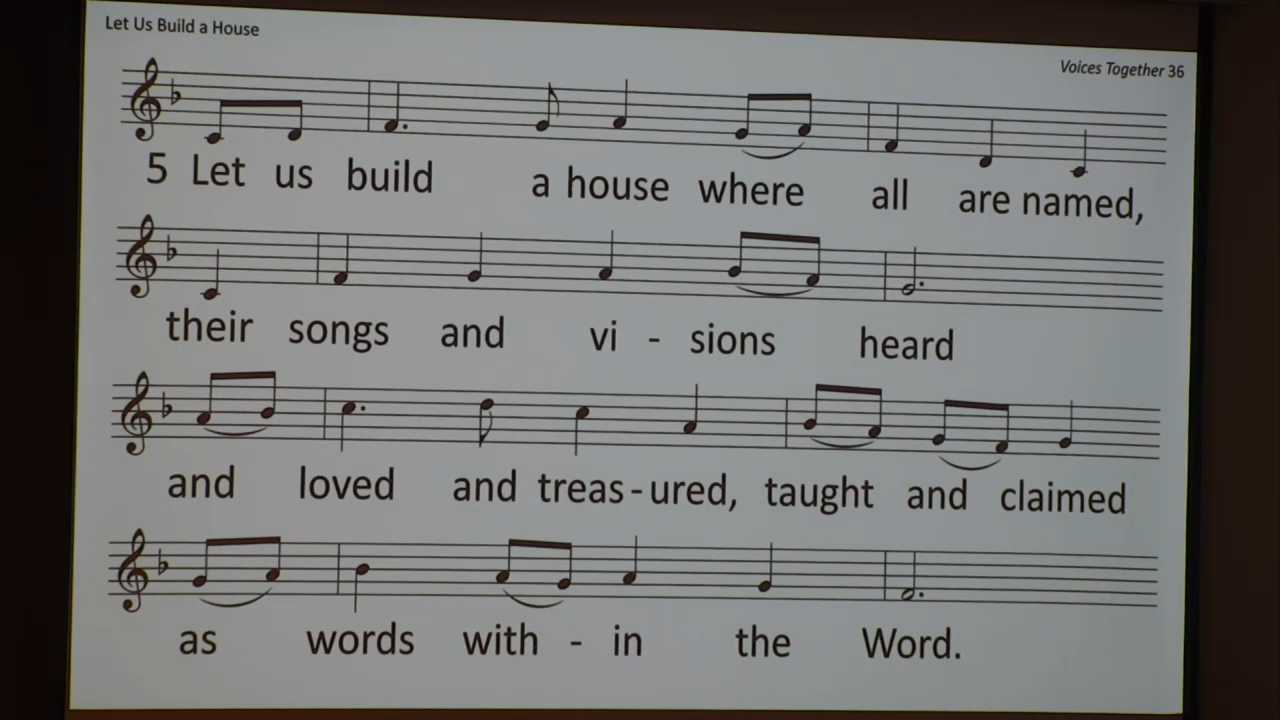 Let Us Build a House
Voices Together 36
5 Let us build a house where all are named,
their songs and vi - sions heard
and loved and treas - ured, taught and claimed
as words with - in the Word.